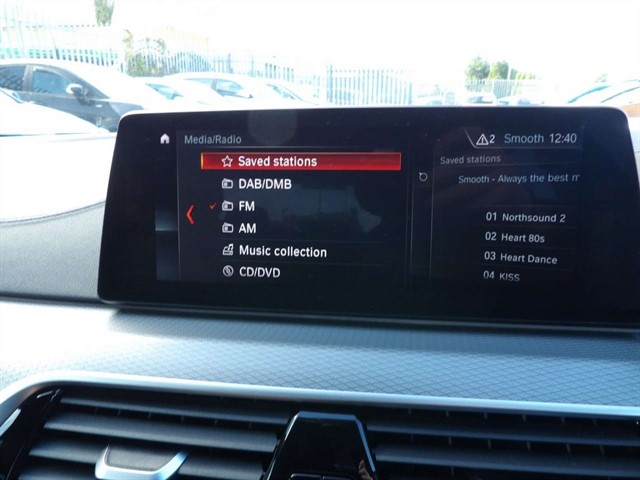 Media/Radio
2 Smooth 12:40
Saved stations
DAB/DMB
FM
AM
Music collection
CD/DVD
Saved stations
Smooth - Always the best m
01 Northsound 2
02 Heart 80s
03 Heart Dance
04 KISS